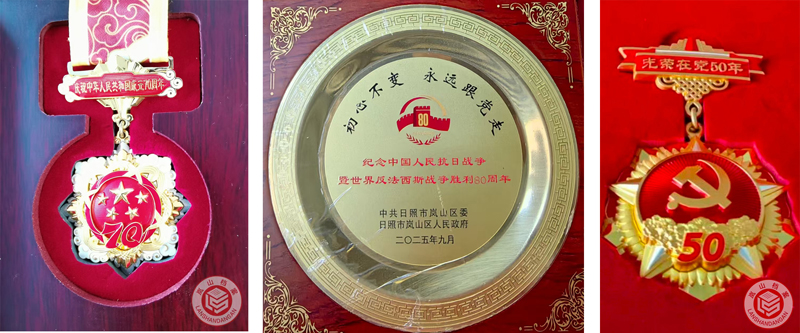 庆祝中华人民共和国成立70周年
70
岚山档案
LANSHANDANGAN
初心不变 永远跟党走
80
纪念中国人民抗日战争
暨世界反法西斯战争胜利80周年
中共日照市岚山区委
日照市岚山区人民政府
二〇二五年九月
光荣在党50年
50
岚山档案
LANSHANDANGAN